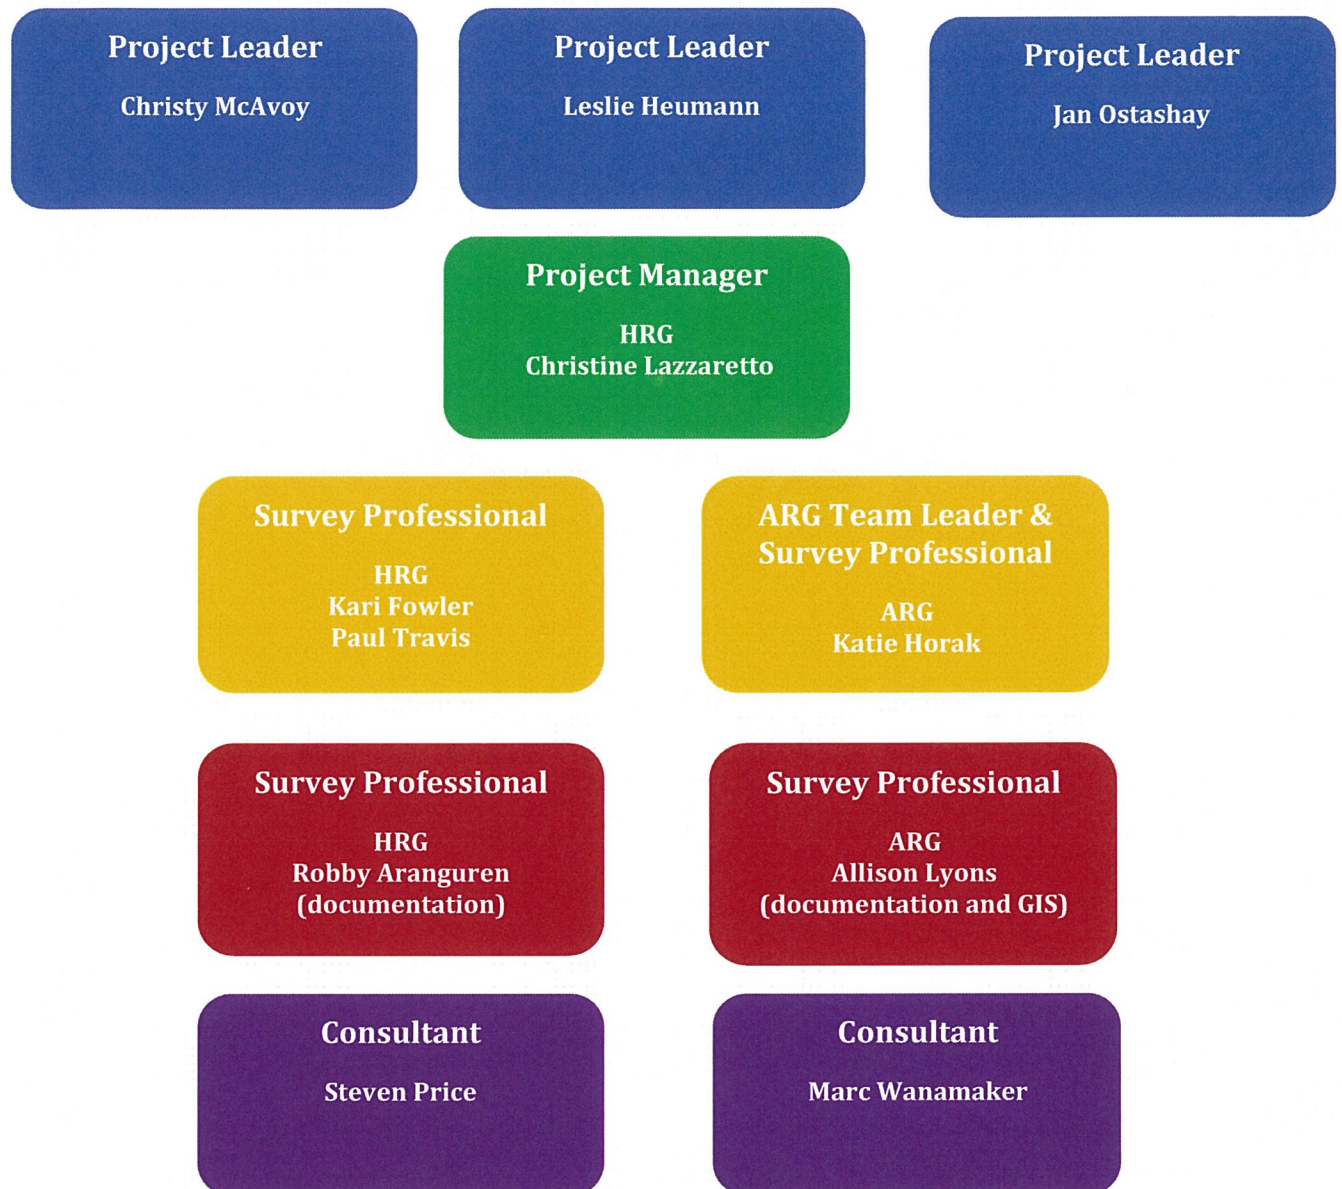 Project Leader
Christy McAvoy
Project Leader
Leslie Heumann
Project Leader
Jan Ostashay
Project Manager
HRG
Christine Lazzaretto
Survey Professional
HRG
Kari Fowler
Paul Travis
ARG Team Leader &
Survey Professional
ARG
Katie Horak
Survey Professional
HRG
Robby Aranguren
(documentation)
Survey Professional
ARG
Allison Lyons
(documentation and GIS)
Consultant
Steven Price
Consultant
Marc Wanamaker